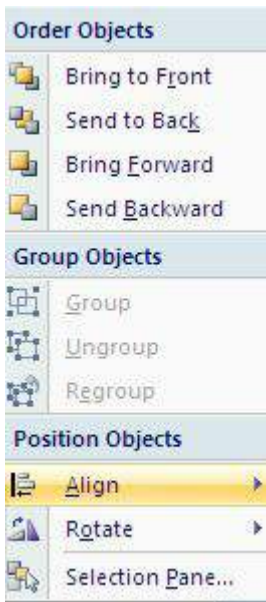 Order Objects
Bring to Front
Send to Back
Bring Forward
Send Backward
Group Objects
Group
Ungroup
Regroup
Position Objects
Align
Rotate
Selection Pane...